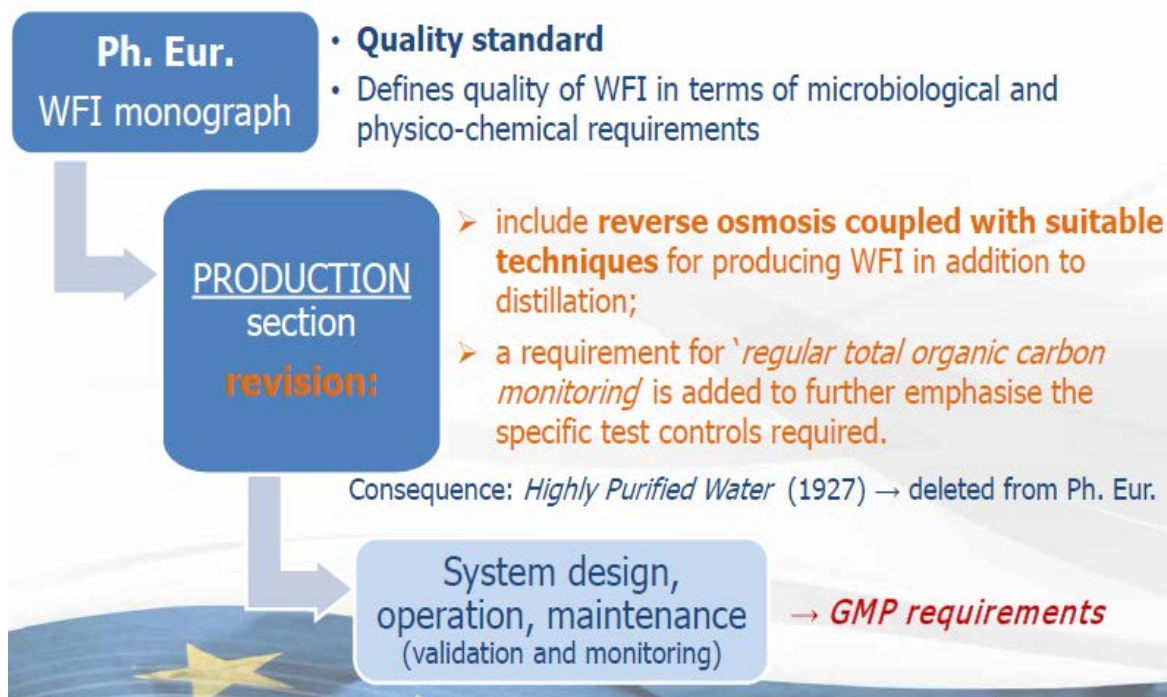 Ph. Eur.
WFI monograph
• Quality standard
• Defines quality of WFI in terms of microbiological and
physico-chemical requirements
PRODUCTION
section
revision:
➢ include reverse osmosis coupled with suitable
techniques for producing WFI in addition to
distillation;
➢ a requirement for `regular total organic carbon
monitoring' is added to further emphasise the
specific test controls required.
Consequence: Highly Purified Water (1927) → deleted from Ph. Eur.
System design,
operation, maintenance
(validation and monitoring)
→ GMP requirements